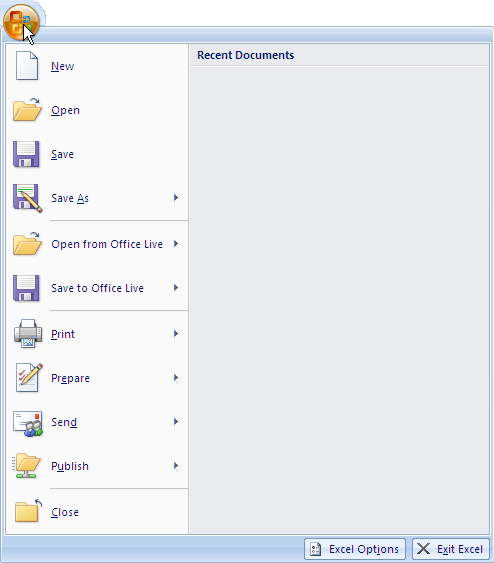 Recent Documents
New
Open
Save
Save As
Open from Office Live
Save to Office Live
Print
Prepare
Send
Publish
Close
Excel Options
Exit Excel